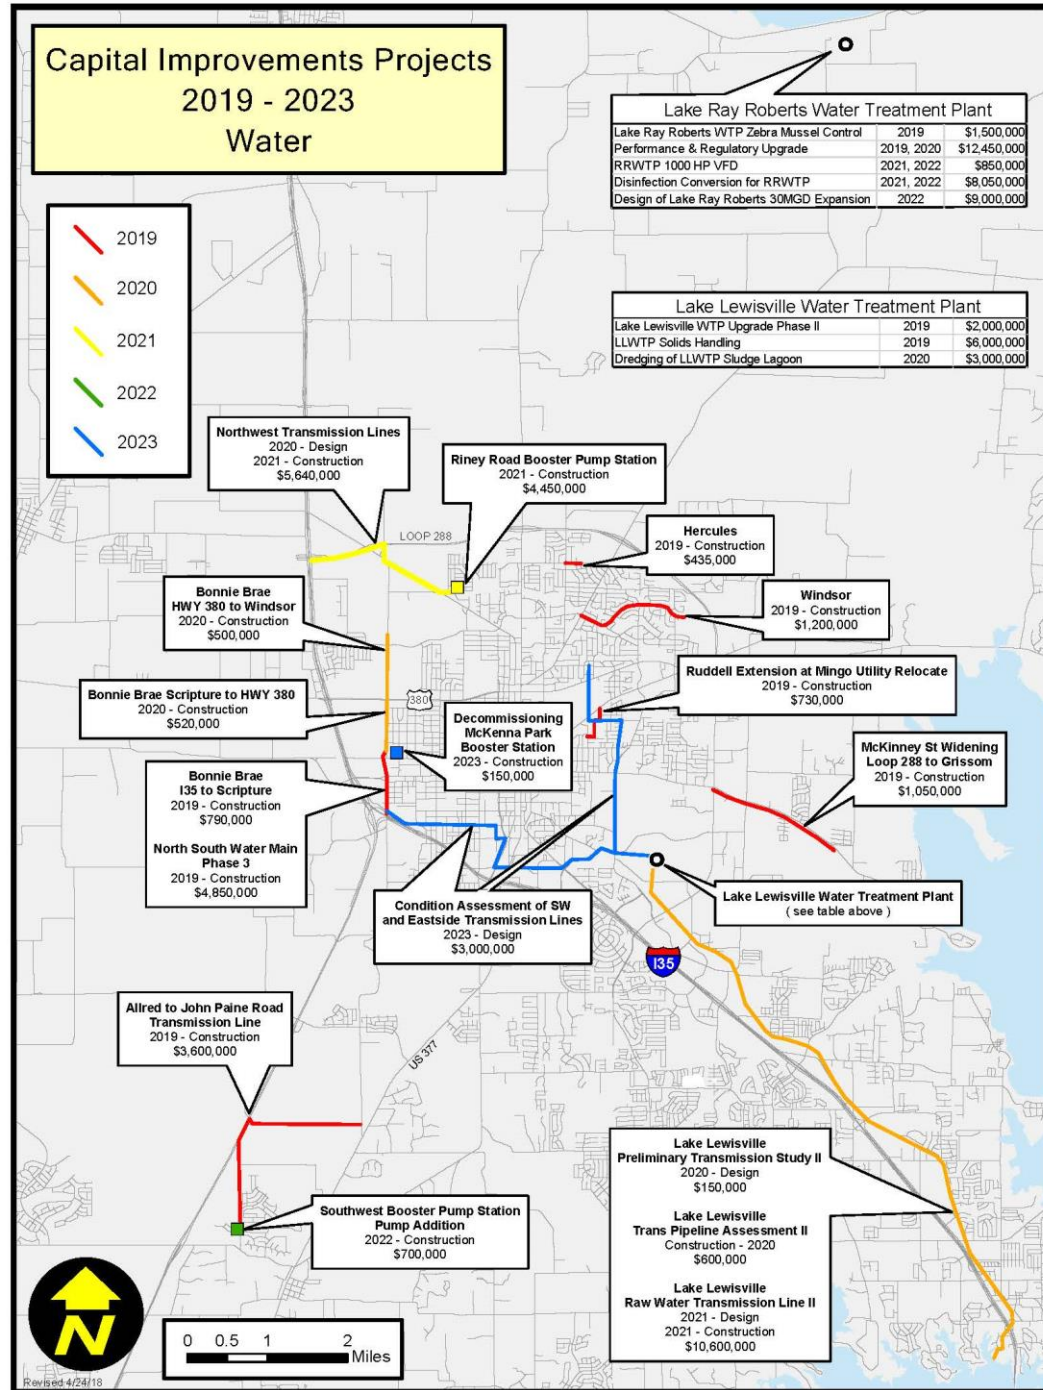 Capital Improvements Projects
2019 - 2023
Water
Lake Ray Roberts Water Treatment Plant
Lake Ray Roberts WTP Zebra Mussel Control 2019 $1,500,000
Performance & Regulatory Upgrade 2019, 2020 $12,450,000
RRWTP 1000 HP VFD 2021, 2022 $850,000
Disinfection Conversion for RRWTP 2021, 2022 $8,050,000
Design of Lake Ray Roberts 30MGD Expansion 2022 $9,000,000
2019
2020
2021
2022
2023
Lake Lewisville Water Treatment Plant
Lake Lewisville WTP Upgrade Phase II 2019 $2,000,000
LLWTP Solids Handling 2019 $6,000,000
Dredging of LLWTP Sludge Lagoon 2020 $3,000,000
Northwest Transmission Lines
2020 - Design
2021 - Construction
$5,640,000
Riney Road Booster Pump Station
2021 - Construction
$4,450,000
LOOP 288
Hercules
2019 - Construction
$435,000
Bonnie Brae
HWY 380 to Windsor
2020 - Construction
$500,000
Windsor
2019 - Construction
$1,200,000
Bonnie Brae Scripture to HWY 380
2020 - Construction
$520,000
380
Ruddell Extension at Mingo Utility Relocate
2019 - Construction
$730,000
Decommissioning
McKenna Park
Booster Station
2023 - Construction
$150,000
McKinney St Widening
Loop 288 to Grissom
2019 - Construction
$1,050,000
Bonnie Brae
I35 to Scripture
2019 - Construction
$790,000
North South Water Main
Phase 3
2019 - Construction
$4,850,000
Condition Assessment of SW
and Eastside Transmission Lines
2023 - Design
$3,000,000
Lake Lewisville Water Treatment Plant
( see table above )
I35
Allred to John Paine Road
Transmission Line
2019 - Construction
$3,600,000
US 377
Southwest Booster Pump Station
Pump Addition
2022 - Construction
$700,000
Lake Lewisville
Preliminary Transmission Study II
2020 - Design
$150,000
Lake Lewisville
Trans Pipeline Assessment II
Construction - 2020
$600,000
Lake Lewisville
Raw Water Transmission Line II
2021 - Design
2021 - Construction
$10,600,000
N
0 0.5 1 2
Miles
Revised 4/24/18